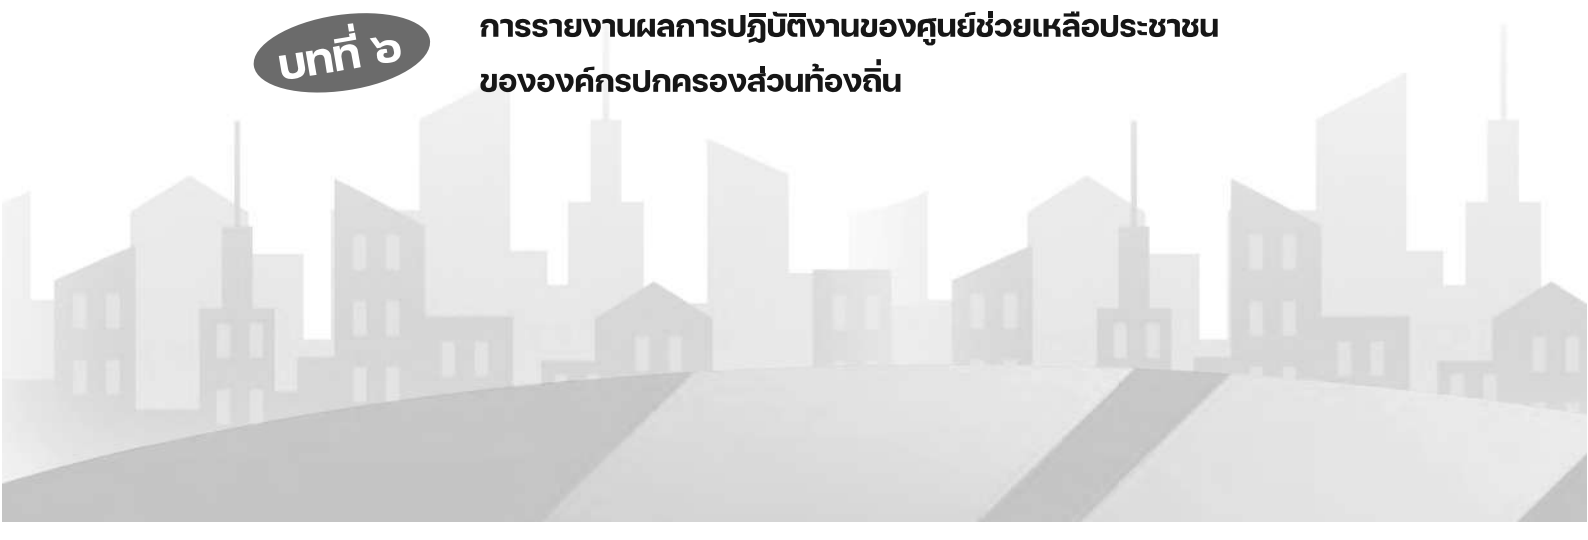 บทที่ ๖
การรายงานผลการปฏิบัติงานของศูนย์ช่วยเหลือประชาชน
ขององค์กรปกครองส่วนท้องถิ่น